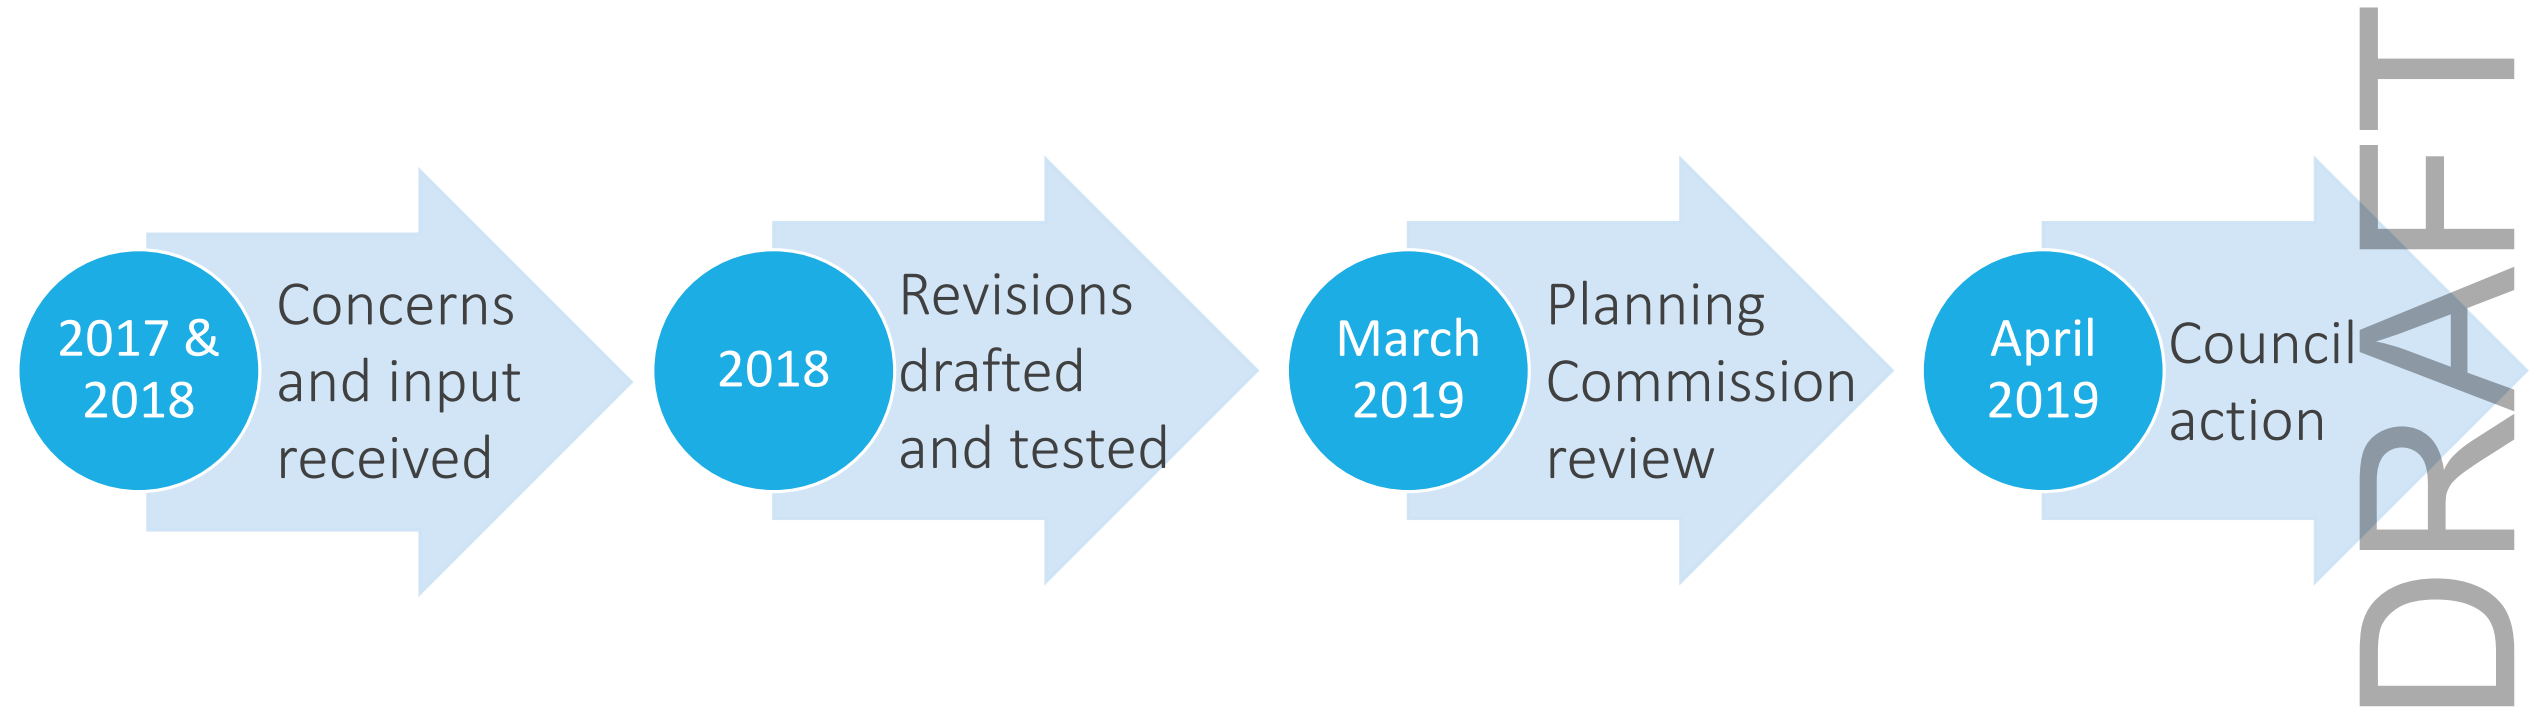 2017 &
2018
Concerns
and input
received
2018
Revisions
drafted
and tested
March
2019
Planning
Commission
review
April
2019
Council
action
DRAFT